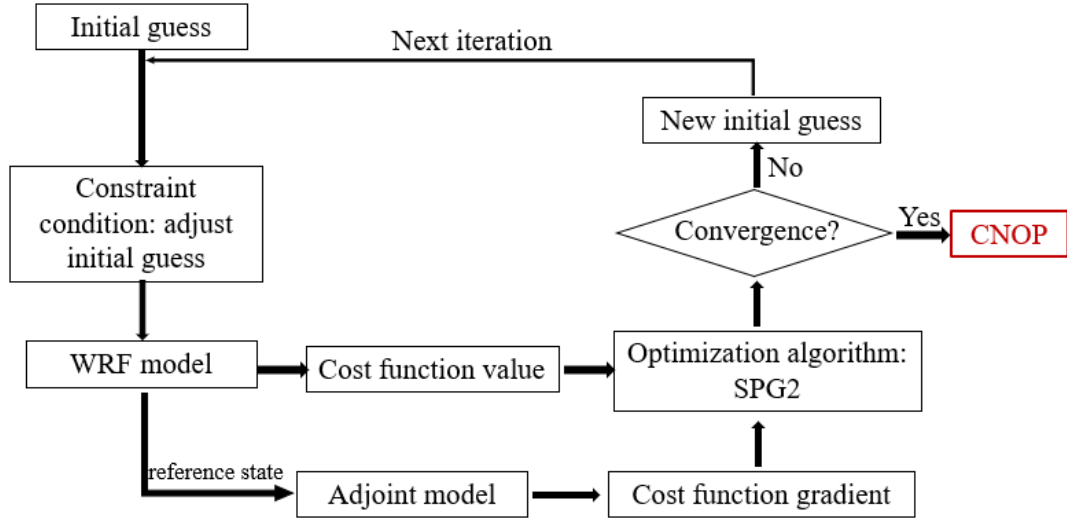 Initial guess
Next iteration
New initial guess
No
Constraint
condition: adjust
initial guess
Convergence?
Yes
CNOP
WRF model
Cost function value
Optimization algorithm:
SPG2
reference state
Adjoint model
Cost function gradient